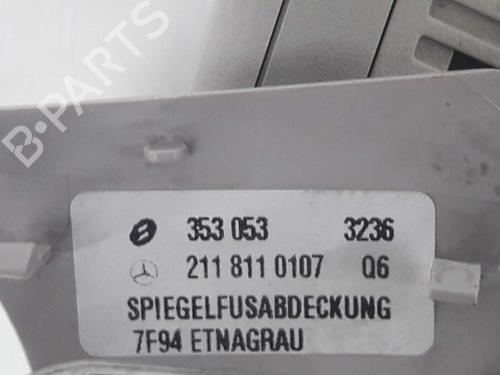 B-PARTS
353 053 3236
211 811 0107 Q6
SPIEGELFUSABDECKUNG
7F94 ETNAGRAU